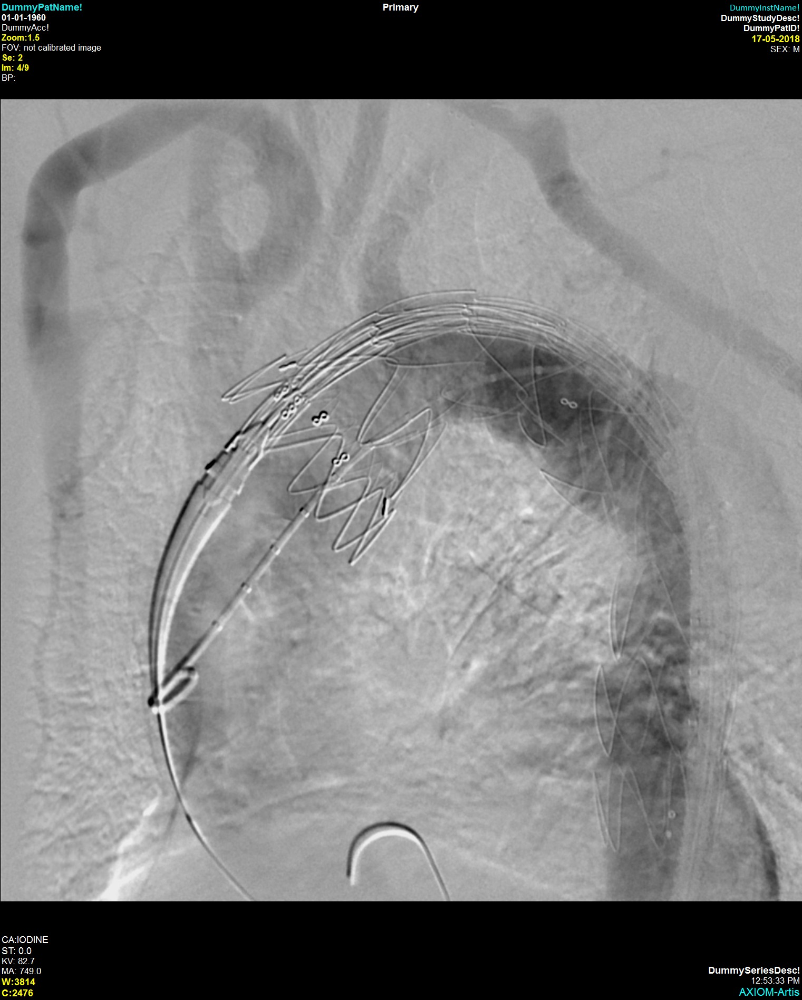 DummyPatName!
01-01-1960
DummyAcc!
Zoom:1.5
FOV: not calibrated image
Se: 2
Im: 4/9
BP:
Primary
DummyInstName!
DummyStudyDesc!
DummyPatID!
17-05-2018
SEX: M
CA:IODINE
ST: 0.0
KV: 82.7
MA: 749.0
W:3814
C:2476
DummySeriesDesc!
12:53:33 PM
AXIOM-Artis